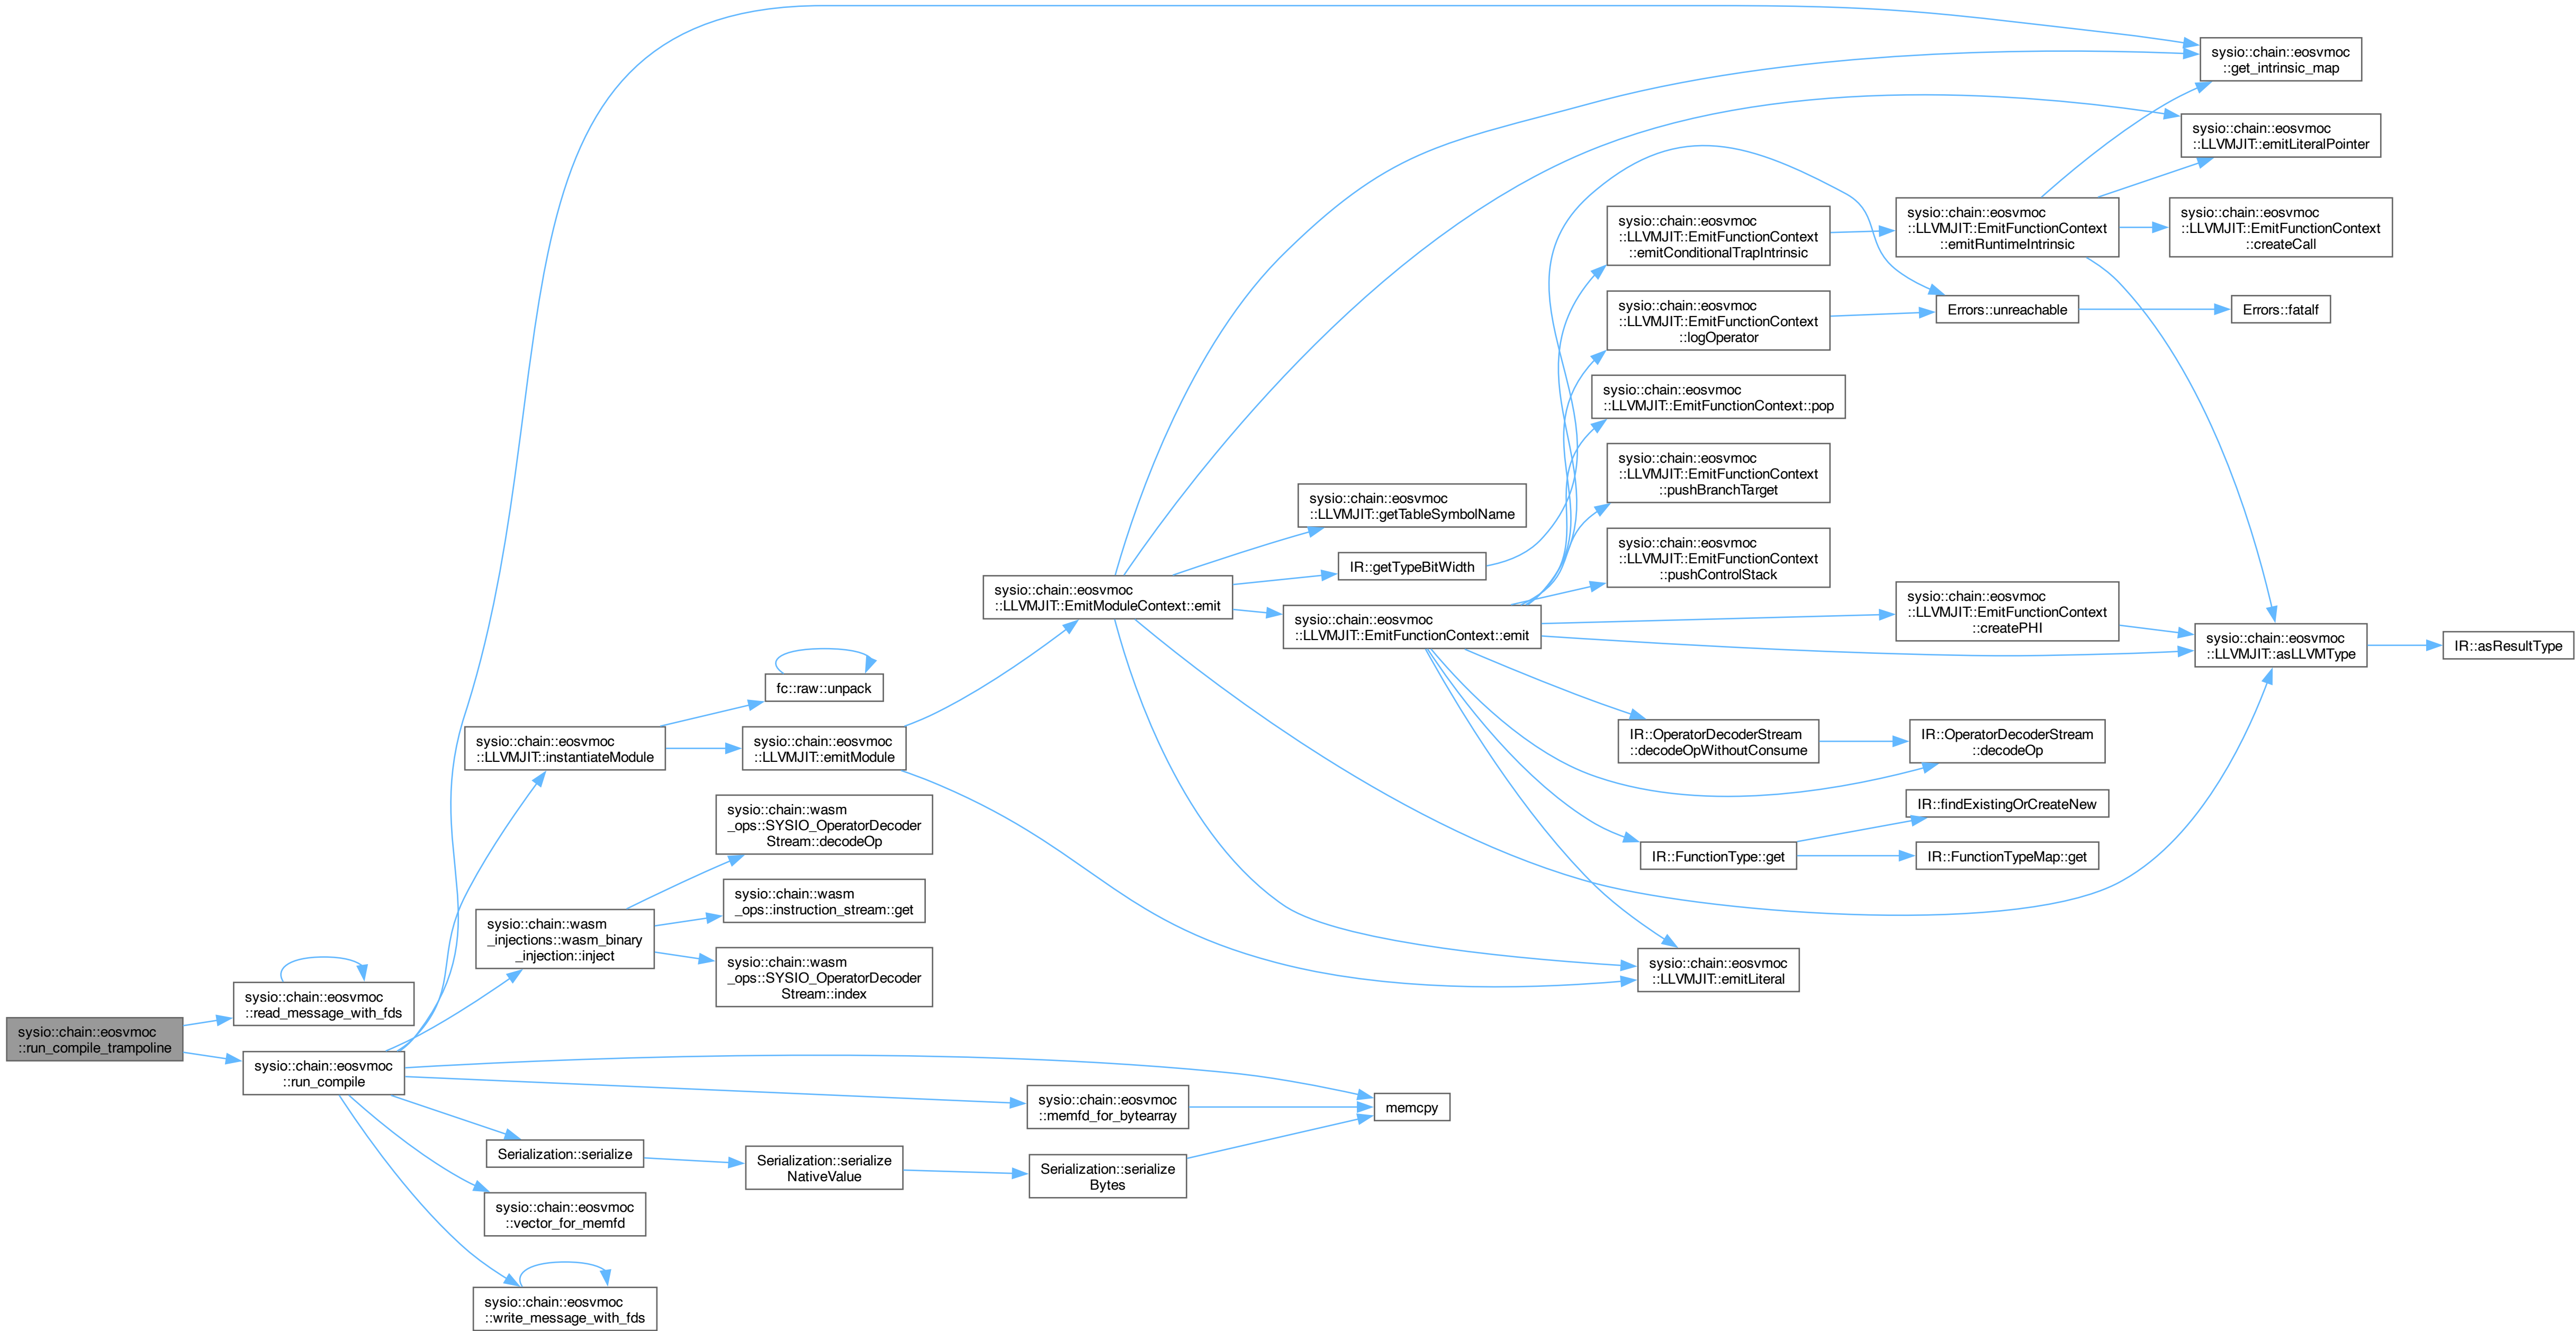 sysio::chain::eosvmoc
::run_compile_trampoline
sysio::chain::eosvmoc
::read_message_with_fds
sysio::chain::eosvmoc
::run_compile
sysio::chain::eosvmoc
::LLVMJIT::instantiateModule
sysio::chain::wasm
_injections::wasm_binary
_injection::inject
Serialization::serialize
sysio::chain::eosvmoc
::vector_for_memfd
sysio::chain::eosvmoc
::write_message_with_fds
fc::raw::unpack
sysio::chain::eosvmoc
::LLVMJIT::emitModule
sysio::chain::wasm
_ops::SYSIO_OperatorDecoder
Stream::decodeOp
sysio::chain::wasm
_ops::instruction_stream::get
sysio::chain::wasm
_ops::SYSIO_OperatorDecoder
Stream::index
Serialization::serialize
NativeValue
sysio::chain::eosvmoc
::LLVMJIT::EmitModuleContext::emit
sysio::chain::eosvmoc
::memfd_for_bytearray
Serialization::serialize
Bytes
sysio::chain::eosvmoc
::LLVMJIT::getTableSymbolName
IR::getTypeBitWidth
sysio::chain::eosvmoc
::LLVMJIT::EmitFunctionContext::emit
memcpy
sysio::chain::eosvmoc
::LLVMJIT::EmitFunctionContext
::emitConditionalTrapIntrinsic
sysio::chain::eosvmoc
::LLVMJIT::EmitFunctionContext
::logOperator
sysio::chain::eosvmoc
::LLVMJIT::EmitFunctionContext::pop
sysio::chain::eosvmoc
::LLVMJIT::EmitFunctionContext
::pushBranchTarget
sysio::chain::eosvmoc
::LLVMJIT::EmitFunctionContext
::pushControlStack
IR::OperatorDecoderStream
::decodeOpWithoutConsume
IR::FunctionType::get
sysio::chain::eosvmoc
::LLVMJIT::emitLiteral
sysio::chain::eosvmoc
::LLVMJIT::EmitFunctionContext
::emitRuntimeIntrinsic
Errors::unreachable
sysio::chain::eosvmoc
::LLVMJIT::EmitFunctionContext
::createPHI
IR::OperatorDecoderStream
::decodeOp
IR::findExistingOrCreateNew
IR::FunctionTypeMap::get
sysio::chain::eosvmoc
::get_intrinsic_map
sysio::chain::eosvmoc
::LLVMJIT::emitLiteralPointer
sysio::chain::eosvmoc
::LLVMJIT::EmitFunctionContext
::createCall
Errors::fatalf
sysio::chain::eosvmoc
::LLVMJIT::asLLVMType
IR::asResultType